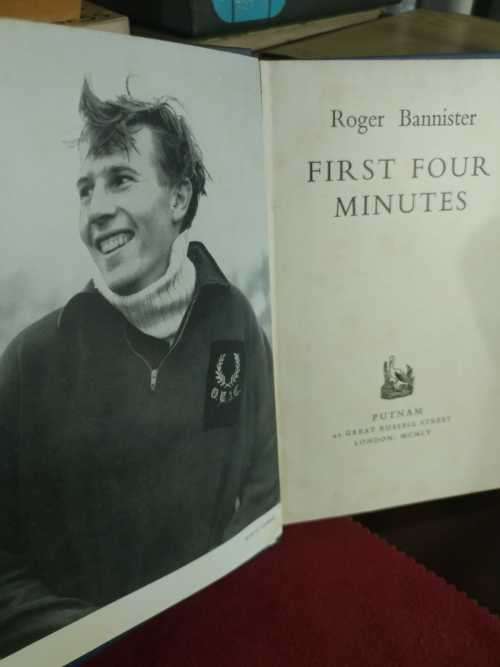 Roger Bannister
FIRST FOUR
MINUTES
PUTNAM
42 GREAT RUSSELL STREET
LONDON: MCMLV